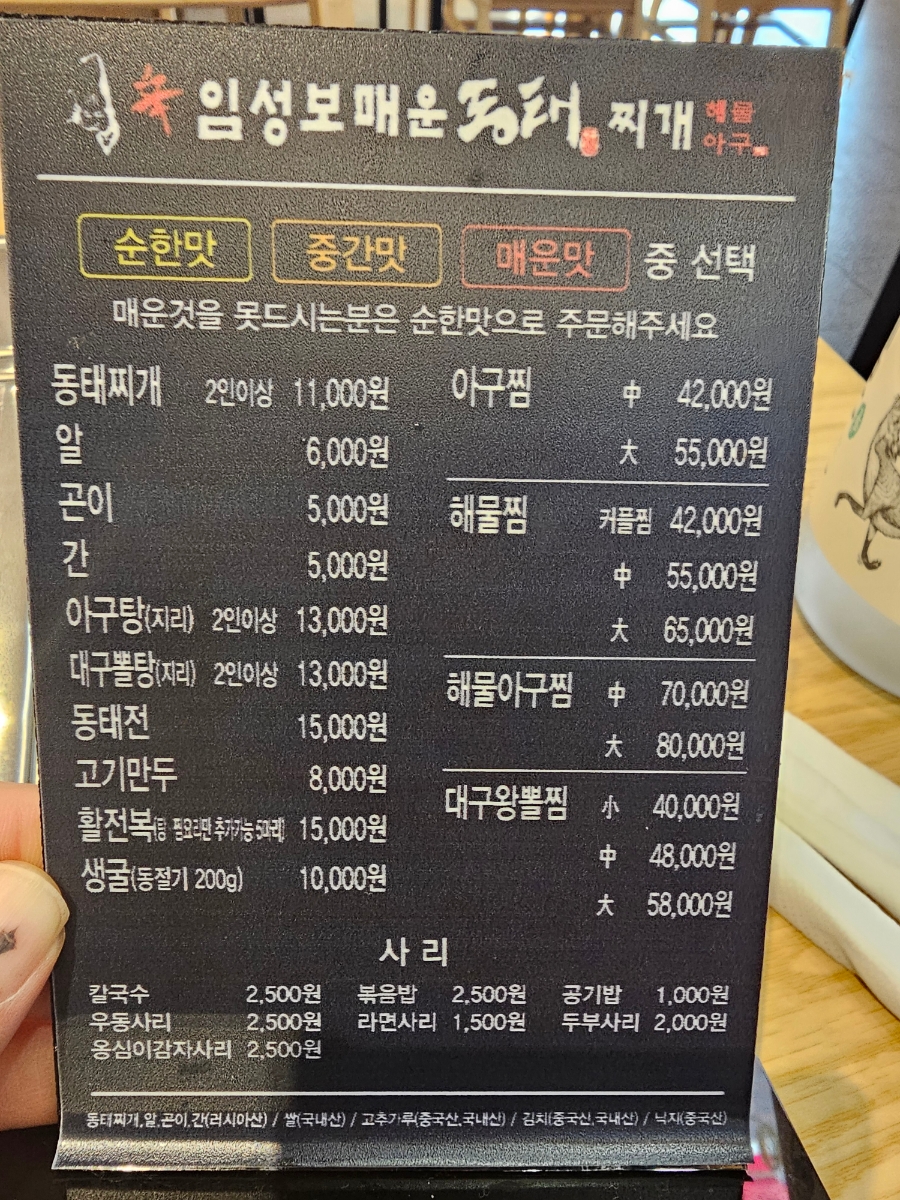 辛 임성보매운동태찌개 해물 아구
순한맛 중간맛 매운맛 중 선택
매운것을 못드시는분은 순한맛으로 주문해주세요
동태찌개 2인이상 11,000원
알 6,000원
곤이 5,000원
간 5,000원
아구탕(지리) 2인이상 13,000원
대구뽈탕(지리) 2인이상 13,000원
동태전 15,000원
고기만두 8,000원
활전복(탕 추가가능 5마리) 15,000원
생굴(동절기 200g) 10,000원
아구찜 中 42,000원
大 55,000원
해물찜 커플찜 42,000원
中 55,000원
大 65,000원
해물아구찜 中 70,000원
大 80,000원
대구왕뽈찜 小 40,000원
中 48,000원
大 58,000원
사리
칼국수 2,500원 볶음밥 2,500원 공기밥 1,000원
우동사리 2,500원 라면사리 1,500원 두부사리 2,000원
옹심이감자사리 2,500원
동태찌개,알,곤이,간(러시아산) / 쌀(국내산) / 고추가루(중국산,국내산) / 김치(중국산,국내산) / 낙지(중국산)